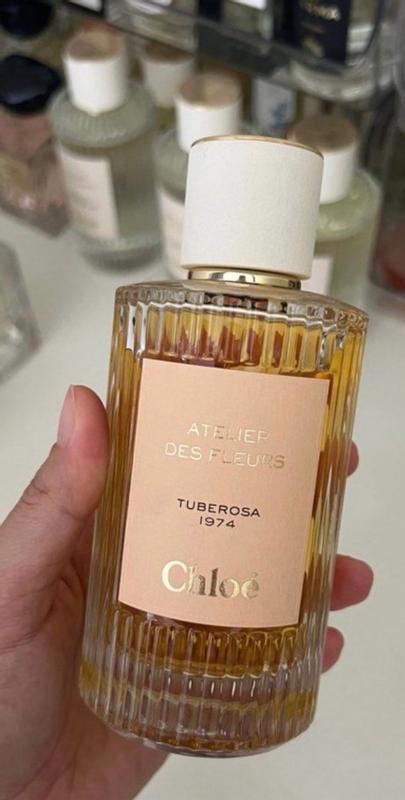 ATELIER
DES FLEURS
TUBEROSA
1974
Chloé